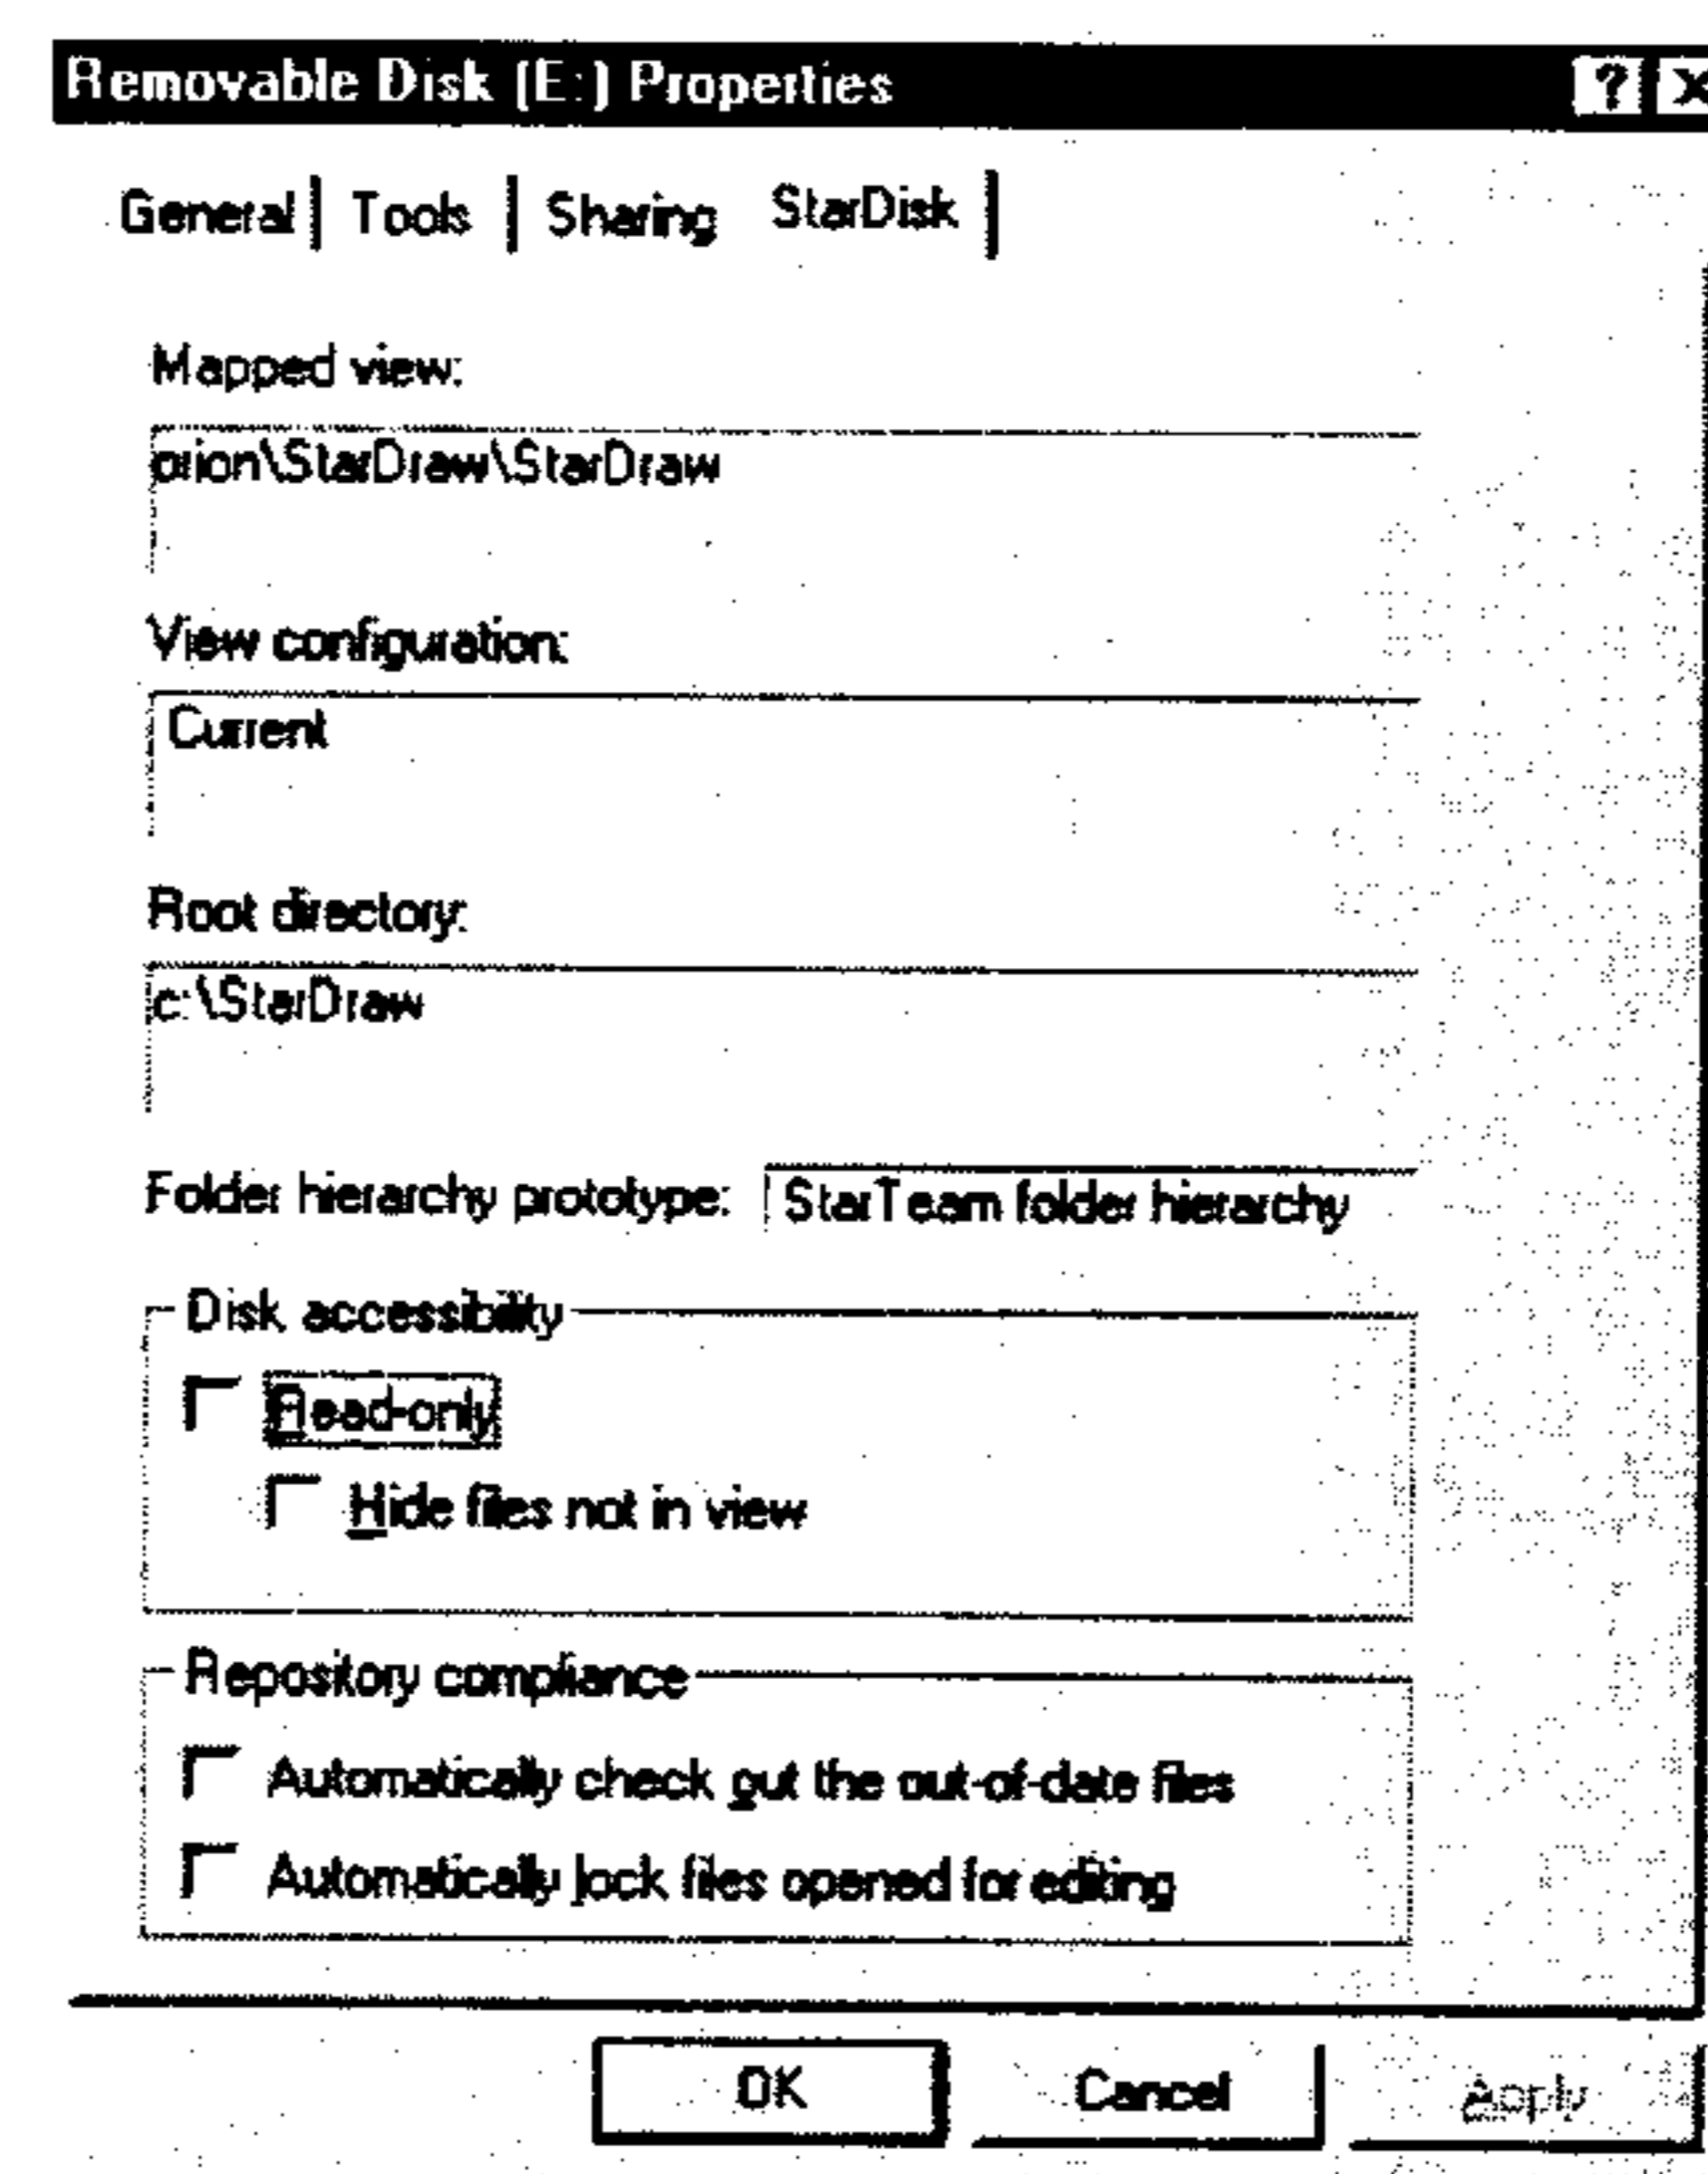 Removable Disk (E:) Properties ? X
General Tools Sharing StarDisk
Mapped view:
orion\StarDraw\StarDraw
View configuration:
Current
Root directory:
c:\StarDraw
Folder hierarchy prototype: StarTeam folder hierarchy
Disk accessibility
Read-only
Hide files not in view
Repository compliance
Automatically check out the out-of-date files
Automatically lock files opened for editing
OK Cancel Apply